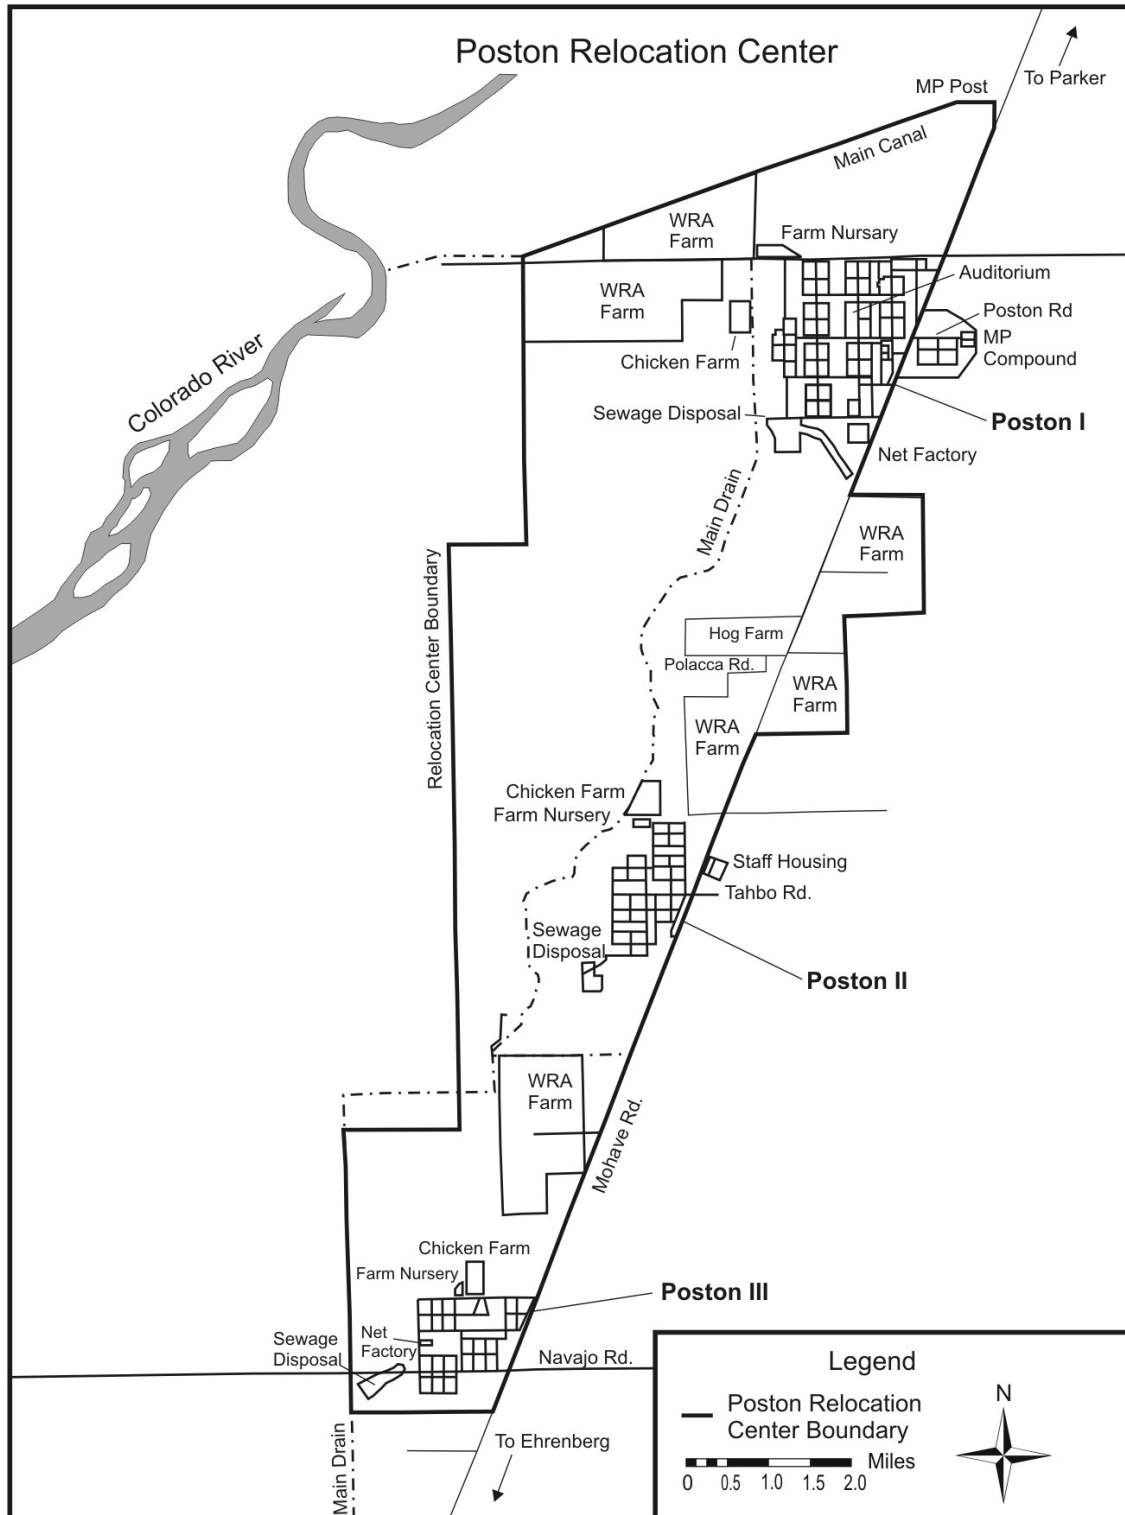 Poston Relocation Center
To Parker
MP Post
Main Canal
WRA
Farm
Farm Nursary
Auditorium
WRA
Farm
Poston Rd
MP
Compound
Chicken Farm
Colorado River
Sewage Disposal
Poston I
Net Factory
Main Drain
WRA
Farm
Relocation Center Boundary
Hog Farm
Polacca Rd.
WRA
Farm
WRA
Farm
Chicken Farm
Farm Nursery
Staff Housing
Tahbo Rd.
Sewage
Disposal
Poston II
WRA
Farm
Mohave Rd.
Chicken Farm
Farm Nursery
Poston III
Net
Factory
Sewage
Disposal
Navajo Rd.
Main Drain
To Ehrenberg
Legend
Poston Relocation
Center Boundary
Miles
0 0.5 1.0 1.5 2.0
N